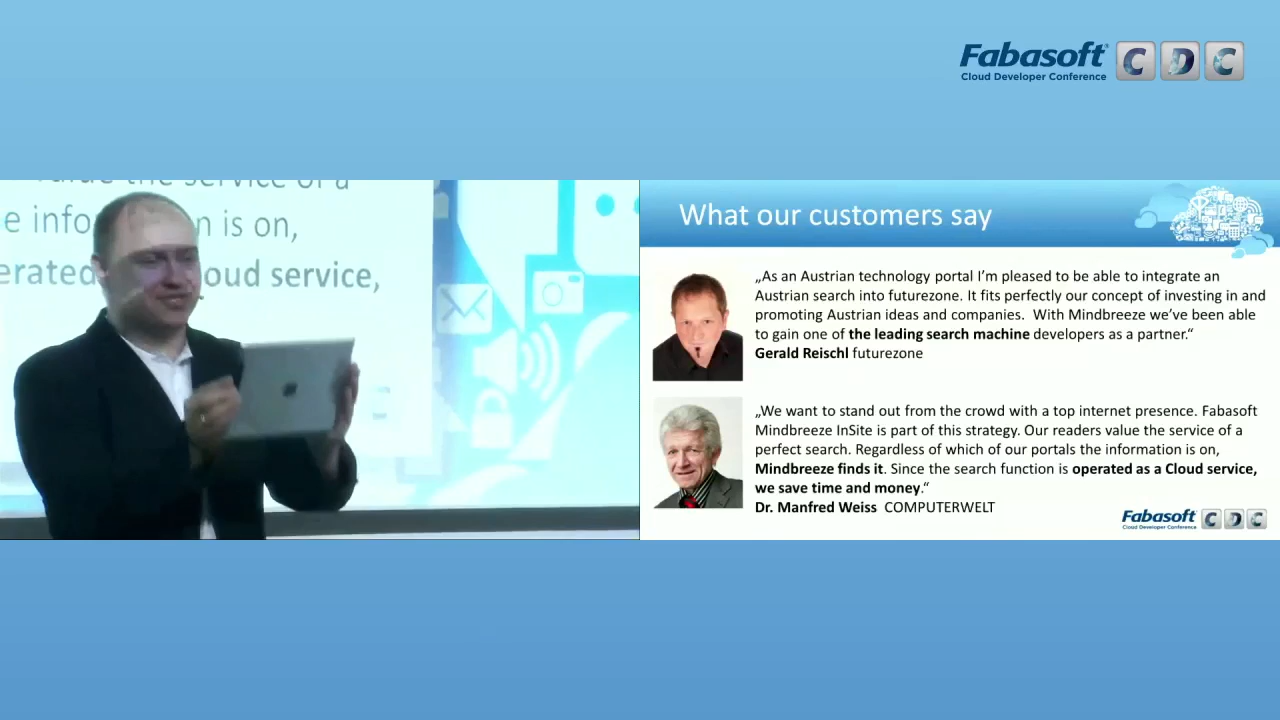 Fabasoft
Cloud Developer Conference
C D C
value the service of a
e info n is on,
erated oud service,
What our customers say
„As an Austrian technology portal I’m pleased to be able to integrate an
Austrian search into futurezone. It fits perfectly our concept of investing in and
promoting Austrian ideas and companies. With Mindbreeze we’ve been able
to gain one of the leading search machine developers as a partner.“
Gerald Reischl futurezone
„We want to stand out from the crowd with a top internet presence. Fabasoft
Mindbreeze InSite is part of this strategy. Our readers value the service of a
perfect search. Regardless of which of our portals the information is on,
Mindbreeze finds it. Since the search function is operated as a Cloud service,
we save time and money.“
Dr. Manfred Weiss COMPUTERWELT
Fabasoft
Cloud Developer Conference
C D C